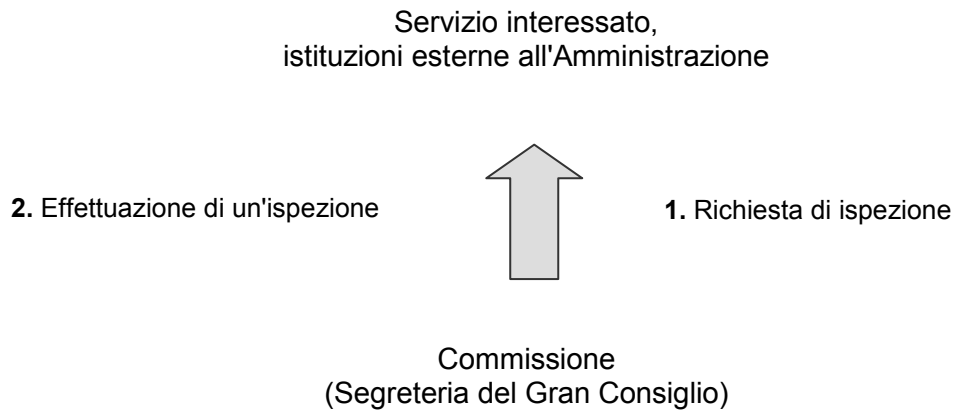 Servizio interessato,
istituzioni esterne all'Amministrazione
2. Effettuazione di un'ispezione
1. Richiesta di ispezione
Commissione
(Segreteria del Gran Consiglio)